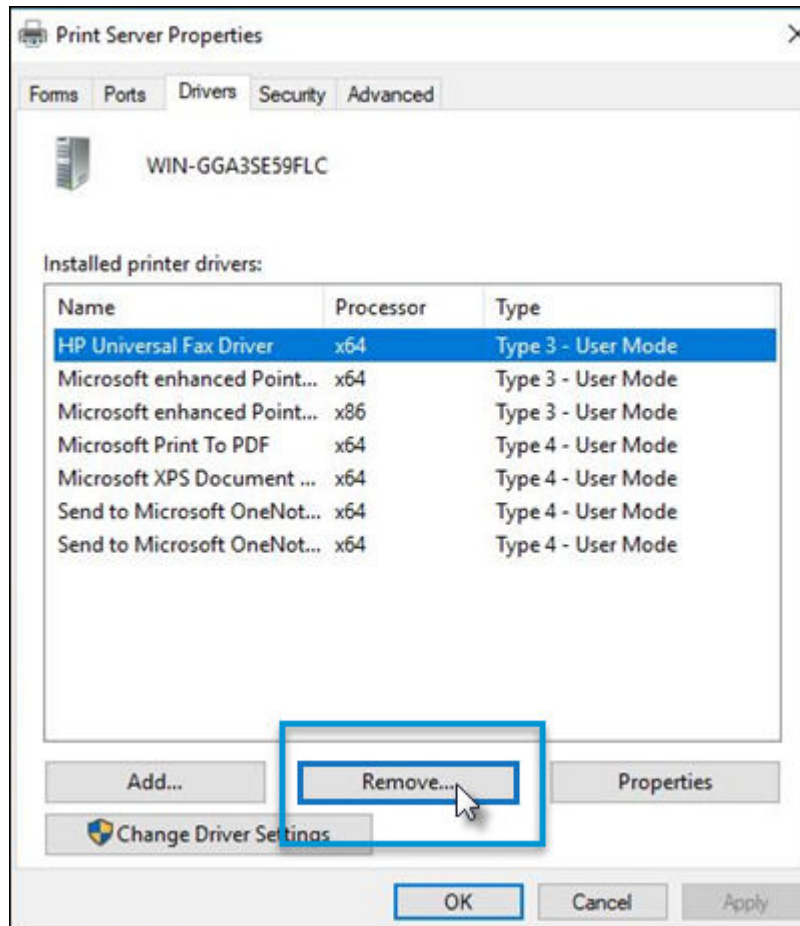 Print Server Properties
Forms Ports Drivers Security Advanced
WIN-GGA3SE59FLC
Installed printer drivers:
Name Processor Type
HP Universal Fax Driver x64 Type 3 - User Mode
Microsoft enhanced Point... x64 Type 3 - User Mode
Microsoft enhanced Point... x86 Type 3 - User Mode
Microsoft Print To PDF x64 Type 4 - User Mode
Microsoft XPS Document ... x64 Type 4 - User Mode
Send to Microsoft OneNot... x64 Type 4 - User Mode
Send to Microsoft OneNot... x64 Type 4 - User Mode
Add... Remove... Properties
Change Driver Settings
OK Cancel Apply